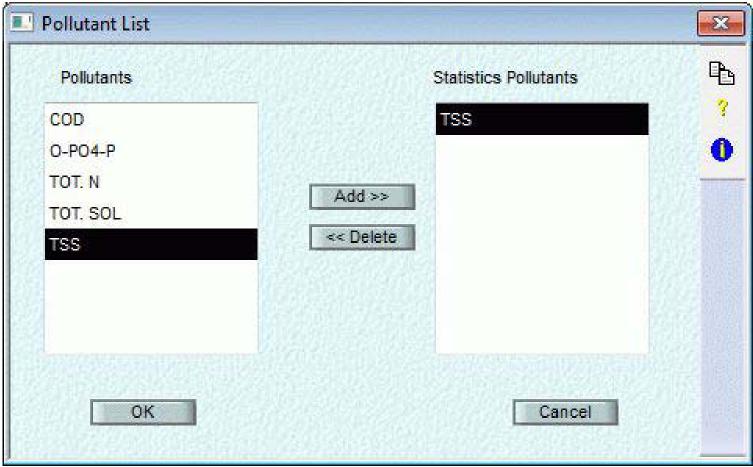 Pollutant List
Pollutants
Statistics Pollutants
COD
O-PO4-P
TOT. N
TOT. SOL
TSS
TSS
Add >>
<< Delete
OK
Cancel
?
i